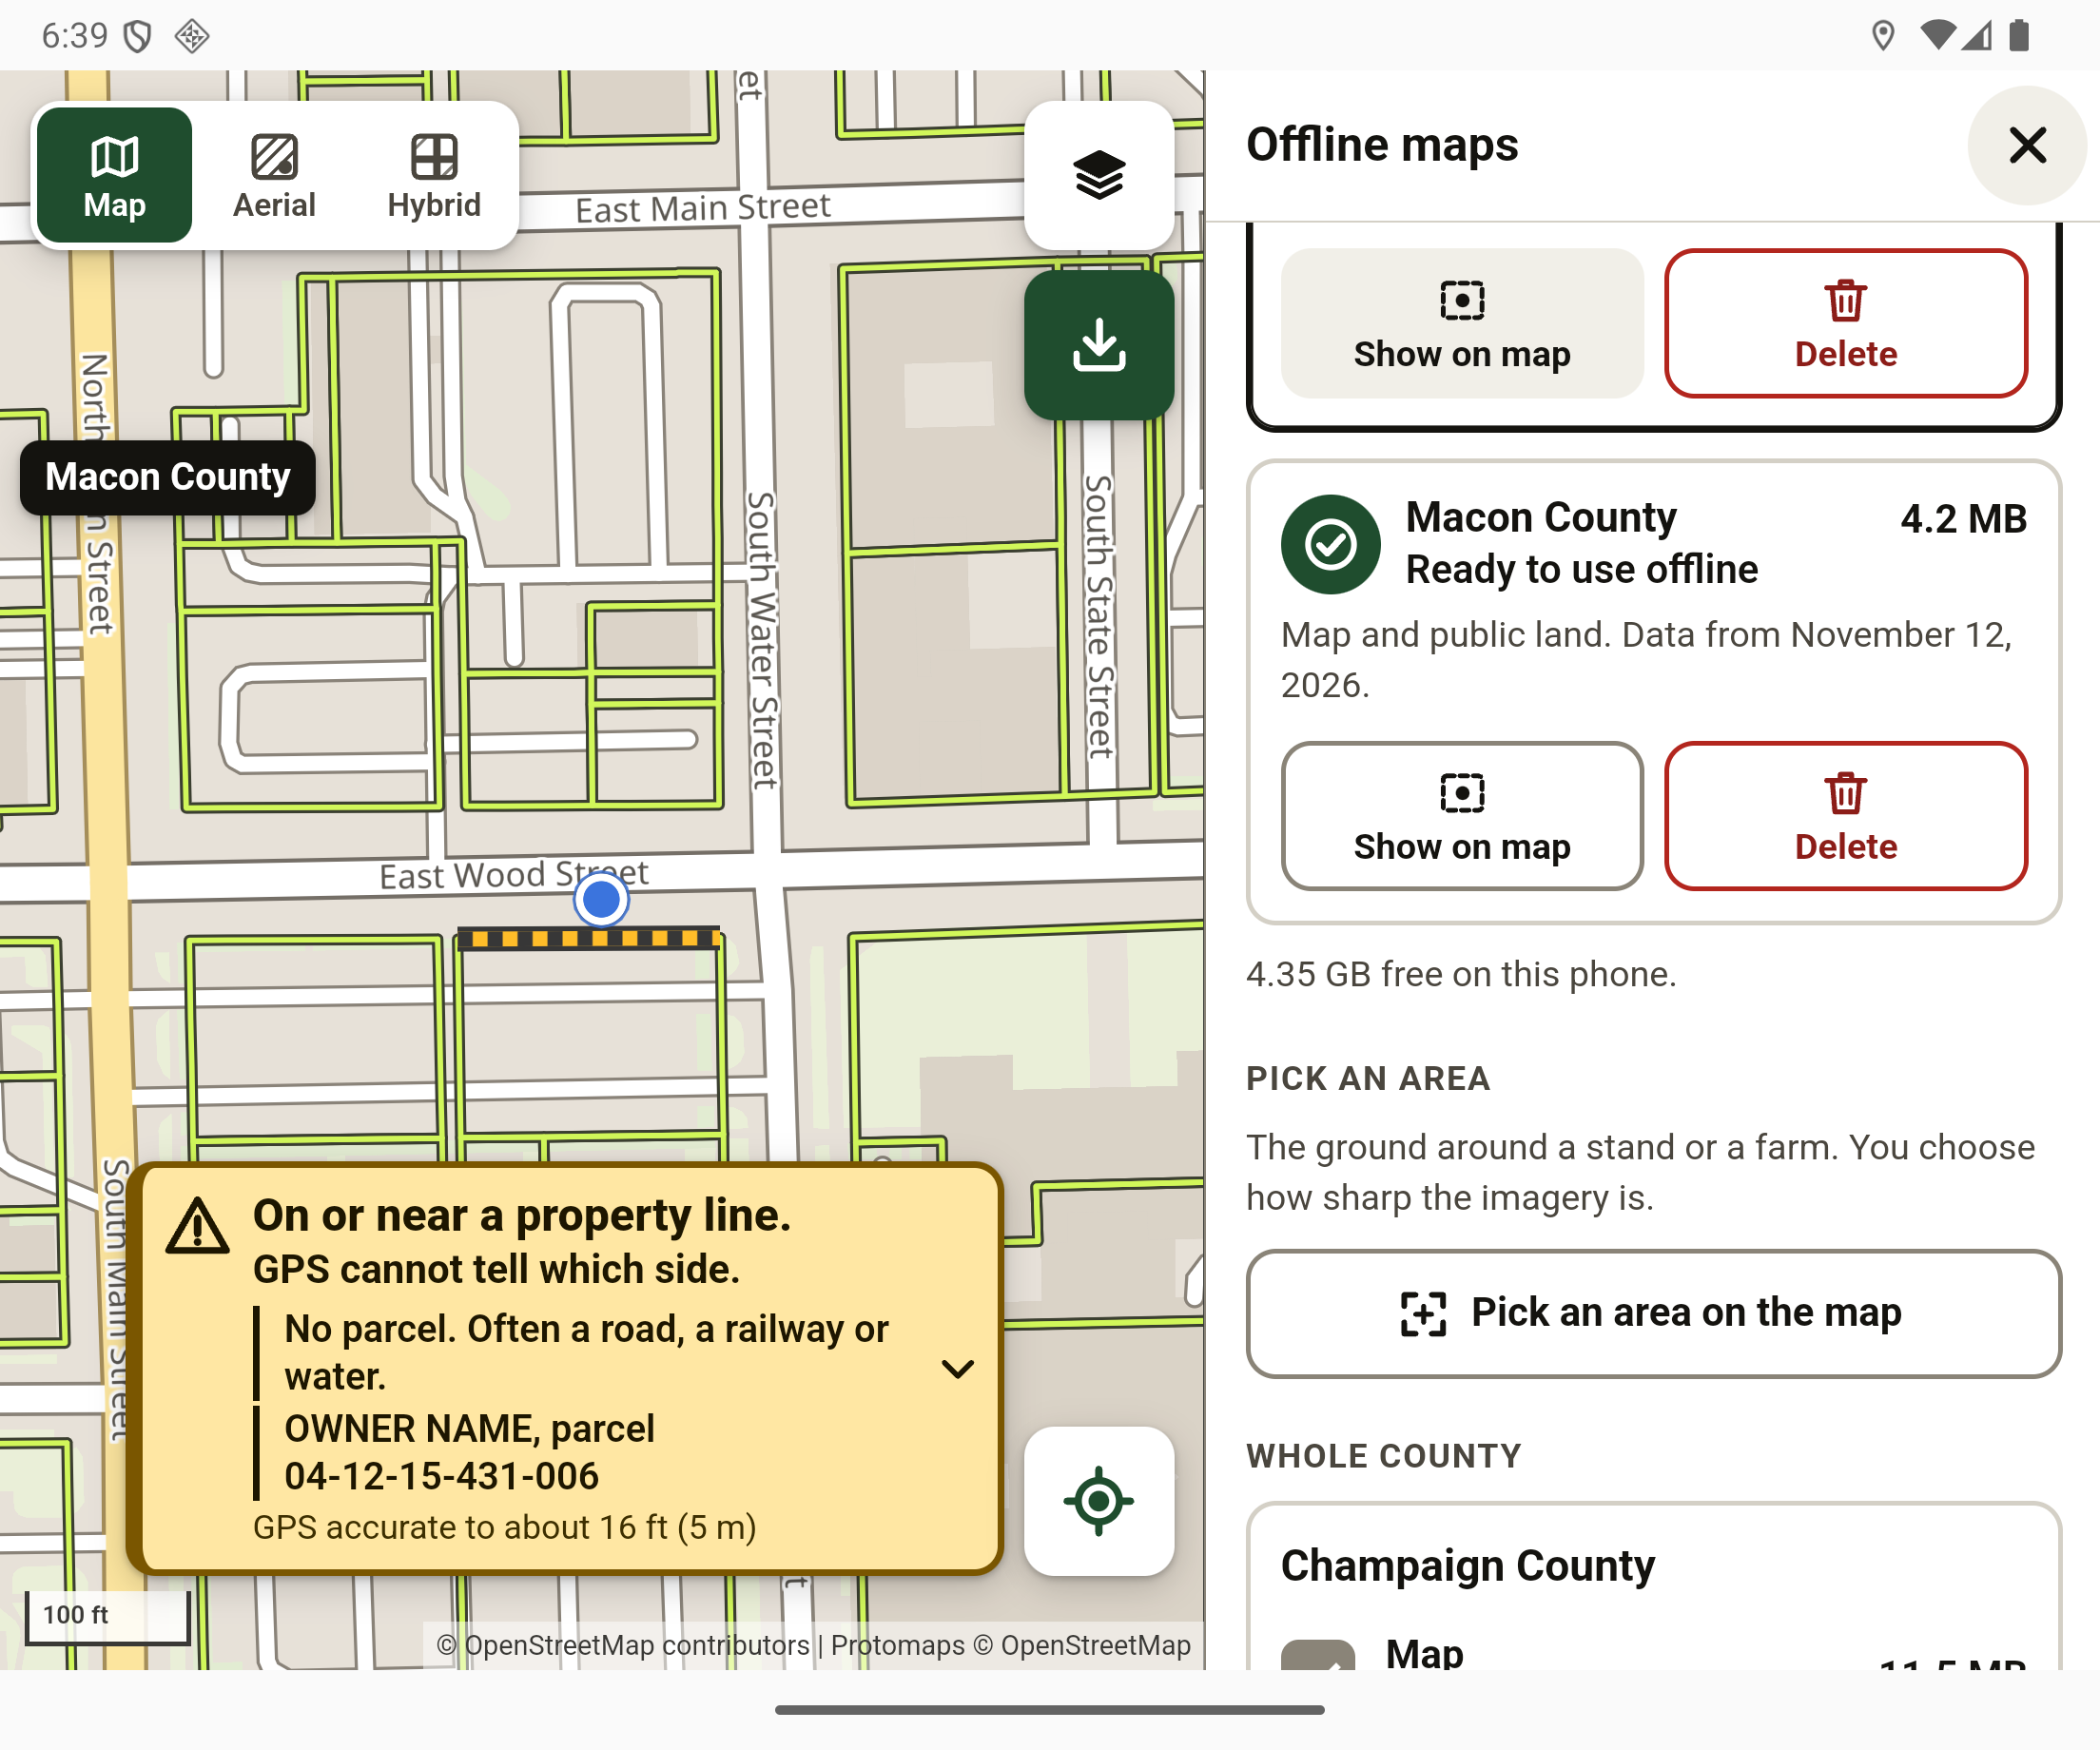 6:39
Map
Aerial
Hybrid
East Main Street
Macon County
South Water Street
South State Street
East Wood Street
South Main Street
On or near a property line.
GPS cannot tell which side.
No parcel. Often a road, a railway or
water.
OWNER NAME, parcel
04-12-15-431-006
GPS accurate to about 16 ft (5 m)
100 ft
© OpenStreetMap contributors | Protomaps © OpenStreetMap
Offline maps
Show on map
Delete
Macon County
4.2 MB
Ready to use offline
Map and public land. Data from November 12,
2026.
Show on map
Delete
4.35 GB free on this phone.
PICK AN AREA
The ground around a stand or a farm. You choose
how sharp the imagery is.
Pick an area on the map
WHOLE COUNTY
Champaign County
Map
11.5 MB